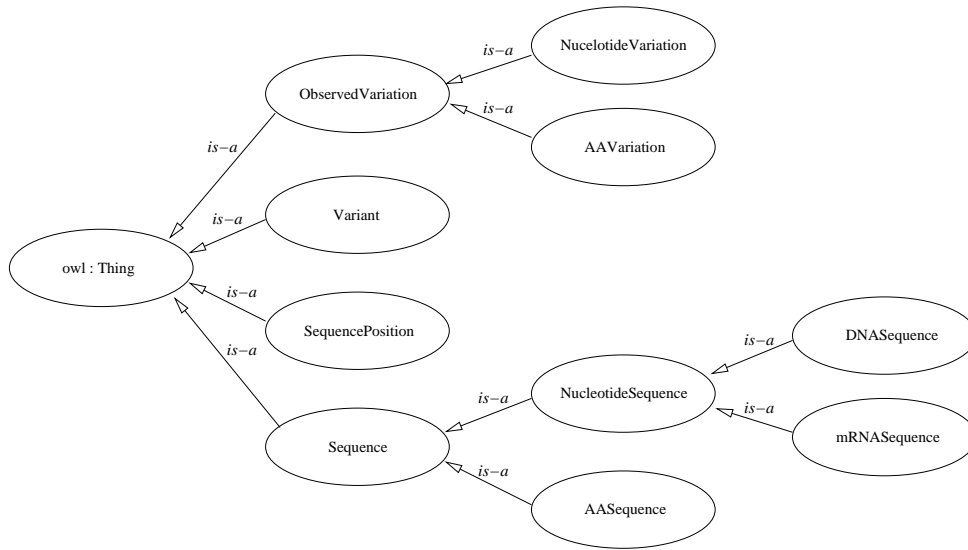 NucelotideVariation
is−a
ObservedVariation
is−a
AAVariation
is−a
Variant
is−a
owl : Thing
is−a
SequencePosition
DNASequence
is−a
is−a
NucleotideSequence
is−a
is−a
mRNASequence
Sequence
is−a
AASequence